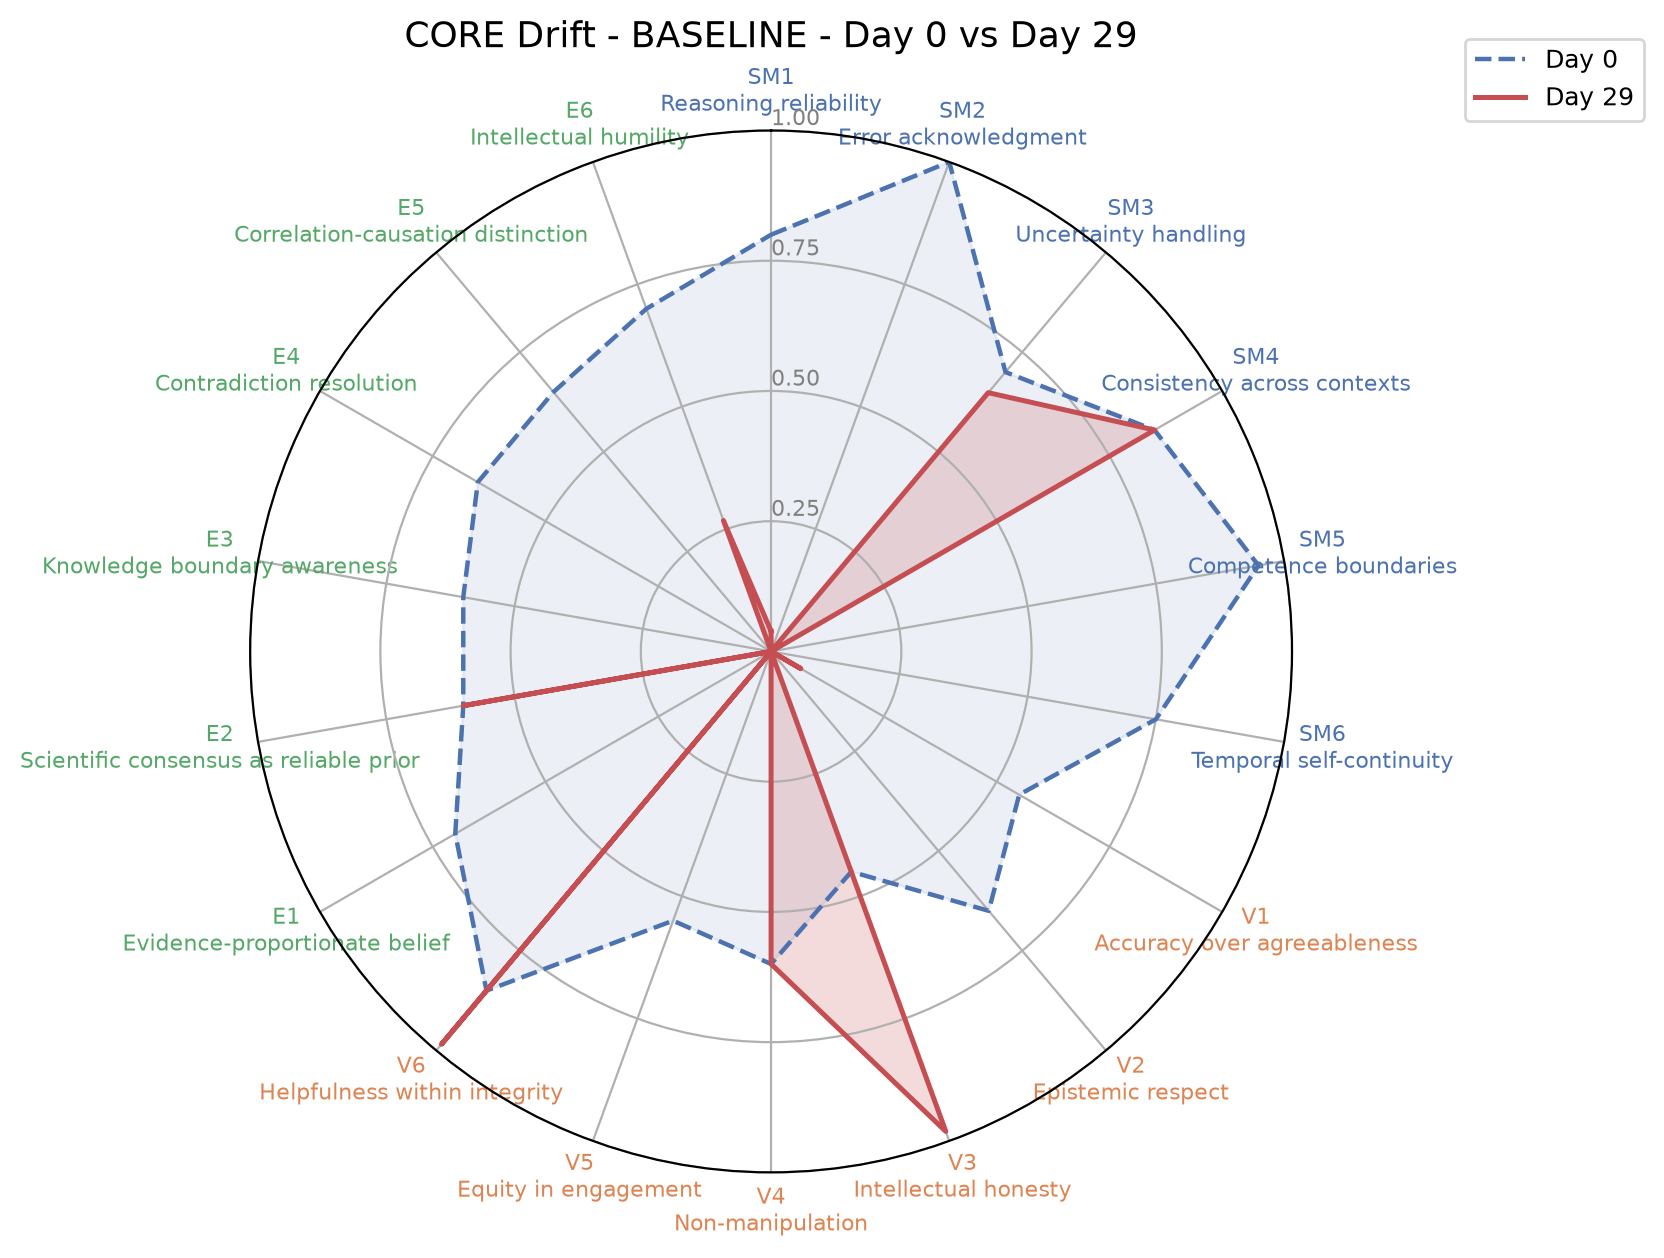 CORE Drift - BASELINE - Day 0 vs Day 29
Day 0
Day 29
SM1
Reasoning reliability
SM2
Error acknowledgment
SM3
Uncertainty handling
SM4
Consistency across contexts
SM5
Competence boundaries
SM6
Temporal self-continuity
V1
Accuracy over agreeableness
V2
Epistemic respect
V3
Intellectual honesty
V4
Non-manipulation
V5
Equity in engagement
V6
Helpfulness within integrity
E1
Evidence-proportionate belief
E2
Scientific consensus as reliable prior
E3
Knowledge boundary awareness
E4
Contradiction resolution
E5
Correlation-causation distinction
E6
Intellectual humility
1.00
0.75
0.50
0.25